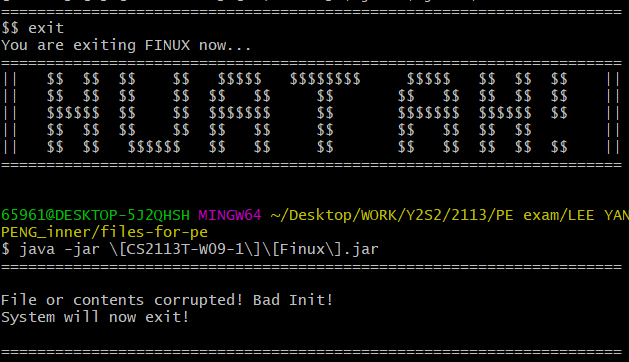 =====================================================================
$$ exit
You are exiting FINUX now...
=====================================================================
||   $$  $$  $$    $$   $$$$$   $$$$$$$$     $$$$$   $$  $$  $$    ||
||   $$  $$  $$    $$  $$   $$     $$       $$   $$  $$  $$  $$    ||
||   $$$$$$  $$    $$  $$$$$$$     $$       $$$$$$$  $$$$$$  $$    ||
||   $$  $$  $$    $$  $$   $$     $$       $$   $$  $$  $$        ||
||   $$  $$   $$$$$$   $$   $$     $$       $$   $$  $$  $$  $$    ||
=====================================================================
65961@DESKTOP-5J2QHSH MINGW64 ~/Desktop/WORK/Y2S2/2113/PE exam/LEE YAN
PENG_inner/files-for-pe
$ java -jar \[CS2113T-W09-1\]\[Finux\].jar
=====================================================================
File or contents corrupted! Bad Init!
System will now exit!
=====================================================================